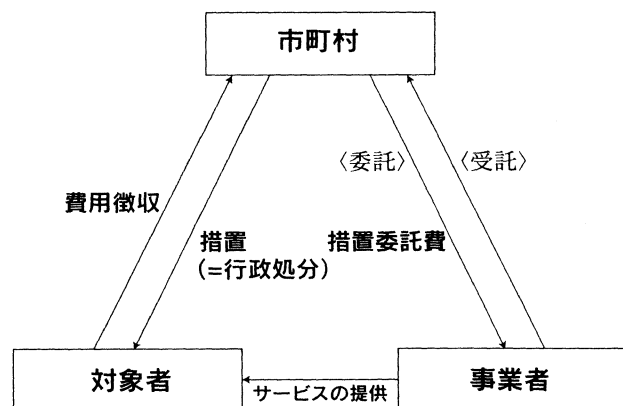 市町村
〈委託〉
〈受託〉
費用徴収
措置
(=行政処分)
措置委託費
対象者
サービスの提供
事業者